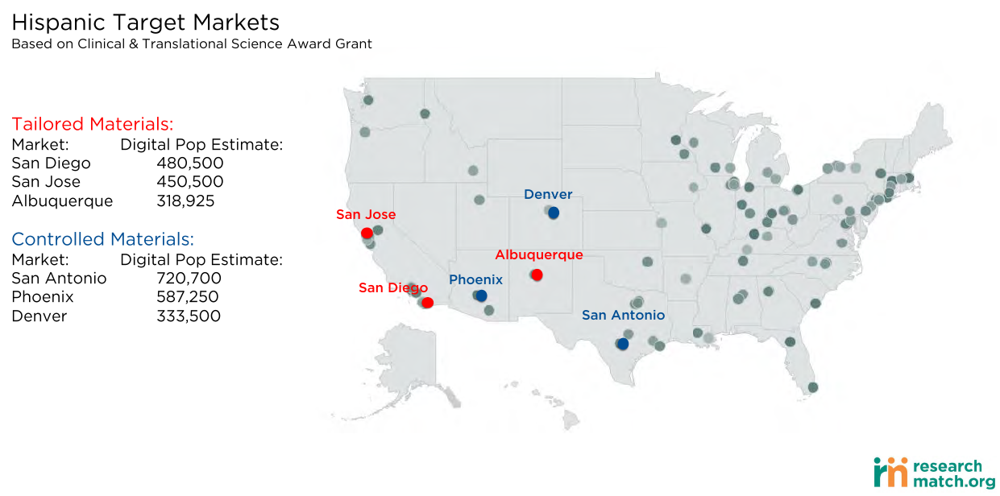 Hispanic Target Markets
Based on Clinical & Translational Science Award Grant
Tailored Materials:
Market: Digital Pop Estimate:
San Diego 480,500
San Jose 450,500
Albuquerque 318,925
Controlled Materials:
Market: Digital Pop Estimate:
San Antonio 720,700
Phoenix 587,250
Denver 333,500
Denver
San Jose
Albuquerque
Phoenix
San Diego
San Antonio
research
match.org